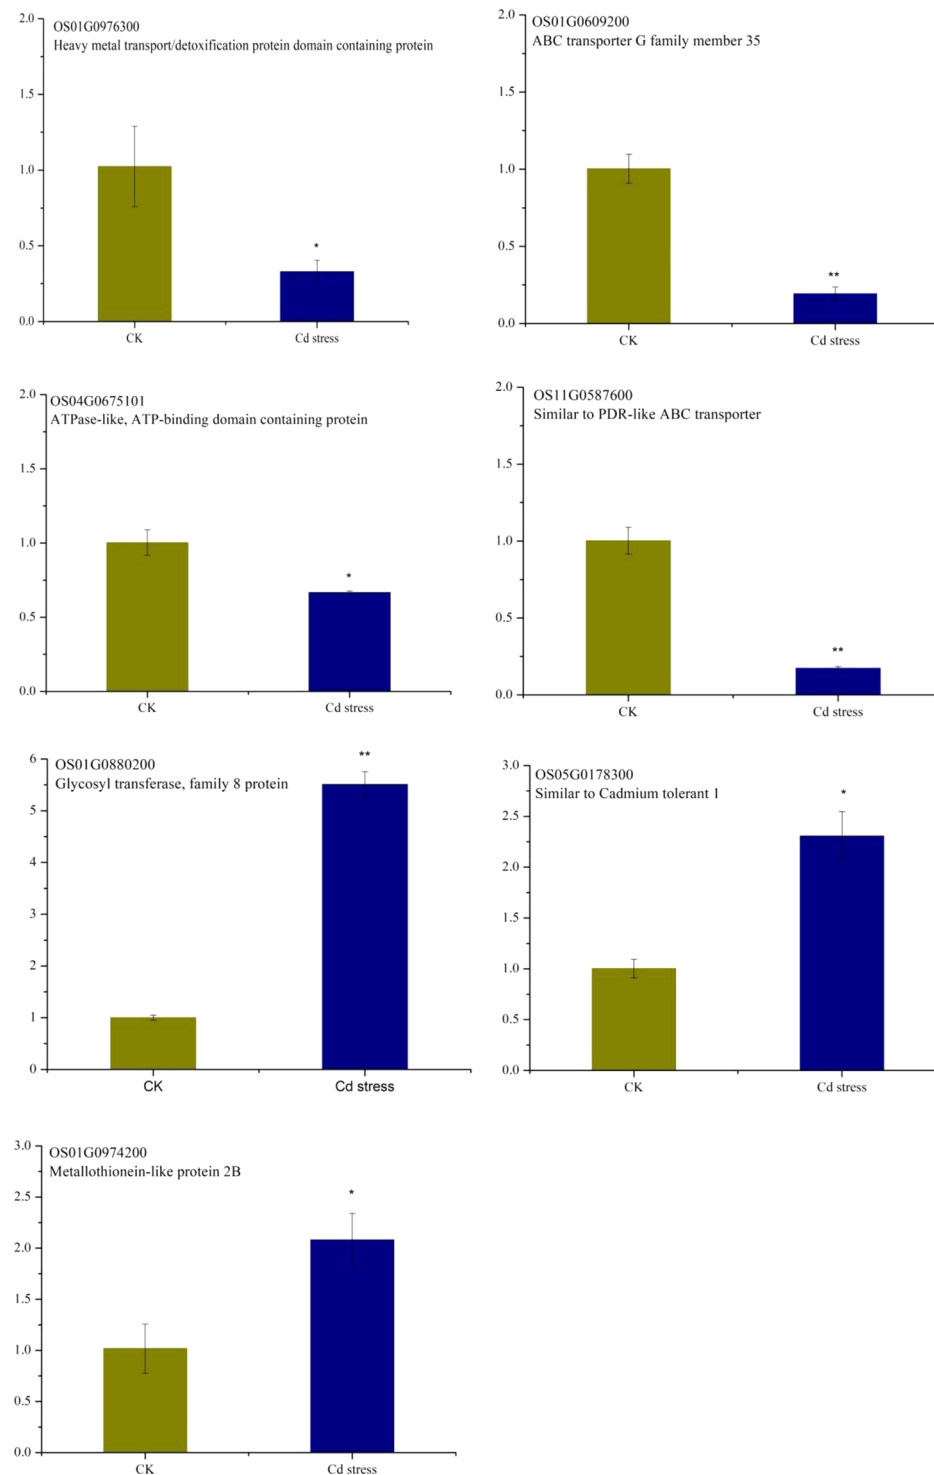 OS01G0976300
Heavy metal transport/detoxification protein domain containing protein
2.0
1.5
1.0
0.5
0.0
*
CK
Cd stress
OS01G0609200
ABC transporter G family member 35
2.0
1.5
1.0
0.5
0.0
**
CK
Cd stress
OS04G0675101
ATPase-like, ATP-binding domain containing protein
2.0
1.5
1.0
0.5
0.0
*
CK
Cd stress
OS11G0587600
Similar to PDR-like ABC transporter
2.0
1.5
1.0
0.5
0.0
**
CK
Cd stress
OS01G0880200
Glycosyl transferase, family 8 protein
6
5
4
3
2
1
0
**
CK
Cd stress
OS05G0178300
Similar to Cadmium tolerant 1
3.0
2.5
2.0
1.5
1.0
0.5
0.0
*
CK
Cd stress
OS01G0974200
Metallothionein-like protein 2B
3.0
2.5
2.0
1.5
1.0
0.5
0.0
*
CK
Cd stress